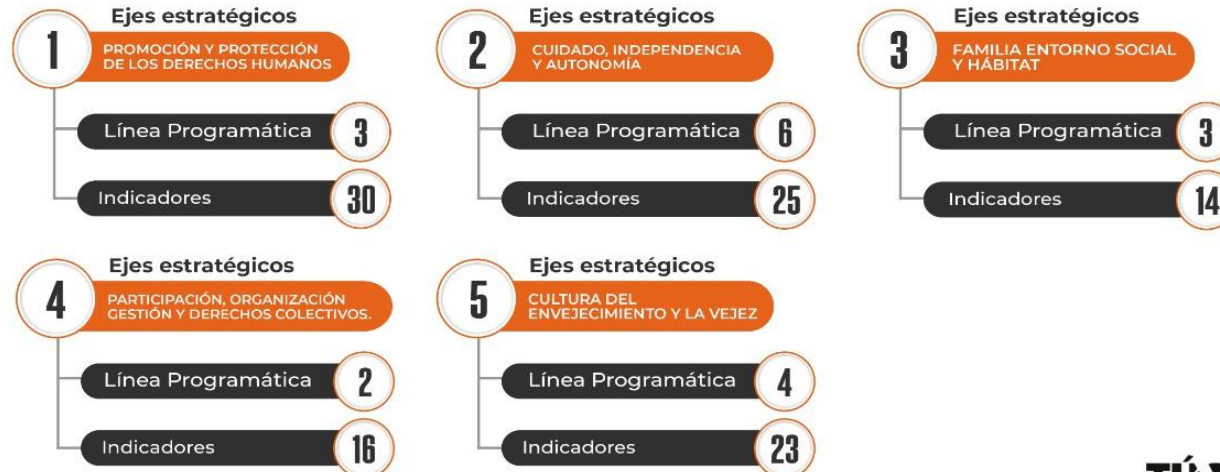 Ejes estratégicos
1
PROMOCIÓN Y PROTECCIÓN
DE LOS DERECHOS HUMANOS
Línea Programática 3
Indicadores 30
Ejes estratégicos
2
CUIDADO, INDEPENDENCIA
Y AUTONOMÍA
Línea Programática 6
Indicadores 25
Ejes estratégicos
3
FAMILIA ENTORNO SOCIAL
Y HÁBITAT
Línea Programática 3
Indicadores 14
Ejes estratégicos
4
PARTICIPACIÓN, ORGANIZACIÓN
GESTIÓN Y DERECHOS COLECTIVOS.
Línea Programática 2
Indicadores 16
Ejes estratégicos
5
CULTURA DEL
ENVEJECIMIENTO Y LA VEJEZ
Línea Programática 4
Indicadores 23